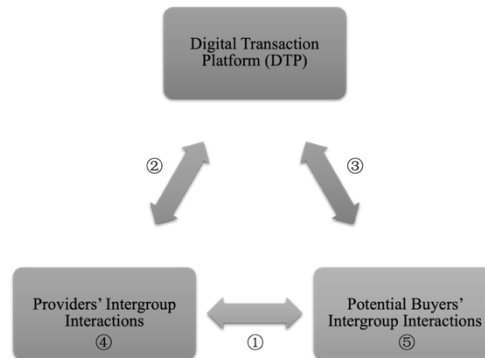 Digital Transaction
Platform (DTP)
②
③
Providers’ Intergroup
Interactions
④
①
Potential Buyers’
Intergroup Interactions
⑤